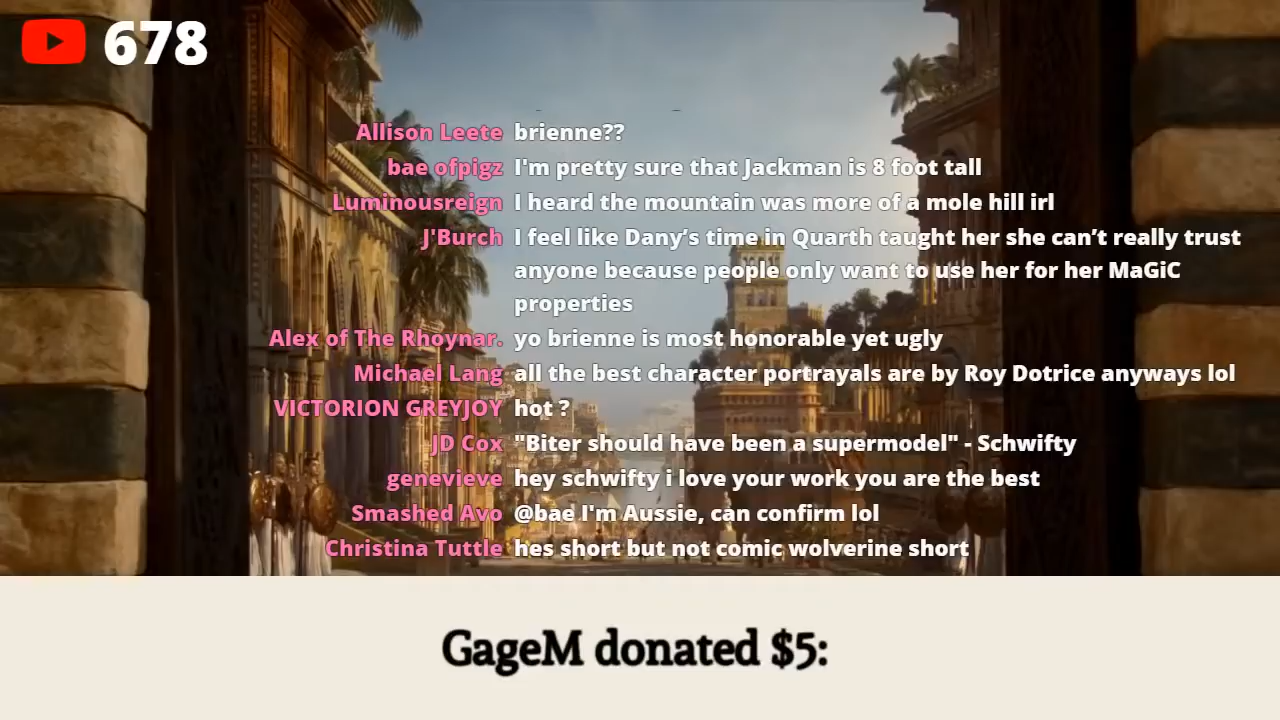 678
Allison Leete brienne??
bae ofpigz I'm pretty sure that Jackman is 8 foot tall
Luminousreign I heard the mountain was more of a mole hill irl
J'Burch I feel like Dany’s time in Quarth taught her she can’t really trust
anyone because people only want to use her for her MaGiC
properties
Alex of The Rhoynar. yo brienne is most honorable yet ugly
Michael Lang all the best character portrayals are by Roy Dotrice anyways lol
VICTORION GREYJOY hot ?
JD Cox "Biter should have been a supermodel" - Schwifty
genevieve hey schwifty i love your work you are the best
Smashed Avo @bae I'm Aussie, can confirm lol
Christina Tuttle hes short but not comic wolverine short
GageM donated $5: